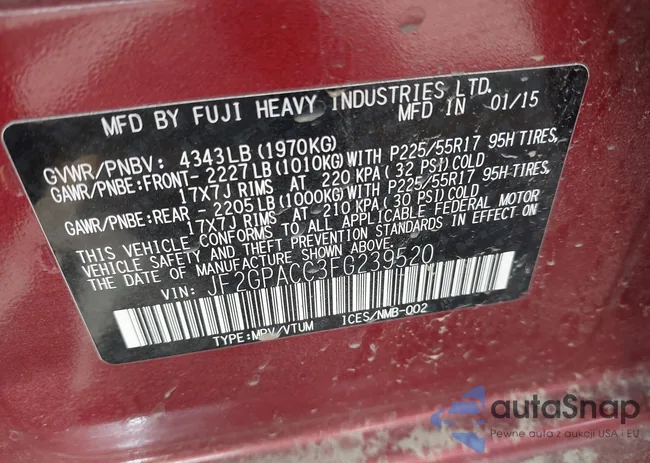 MFD BY FUJI HEAVY INDUSTRIES LTD.
MFD IN 01/15
GVWR/PNBV: 4343LB(1970KG)
GAWR/PNBE:FRONT-2227LB(1010KG)WITH P225/55R17 95H TIRES,
17X7J RIMS AT 220 KPA(32 PSI)COLD
GAWR/PNBE:REAR -2205LB(1000KG)WITH P225/55R17 95H-TIRES,
17X7J RIMS AT 210 KPA(30 PSI)COLD
THIS VEHICLE CONFORMS TO ALL APPLICABLE FEDERAL MOTOR
VEHICLE SAFETY AND THEFT PREVENTION STANDARDS IN EFFECT ON
THE DATE OF MANUFACTURE SHOWN ABOVE.
VIN: JF2GPACC3FG239520
TYPE:MPV/VTUM ICES/NMB-002
autaSnap
Pewne auta z aukcji USA i EU